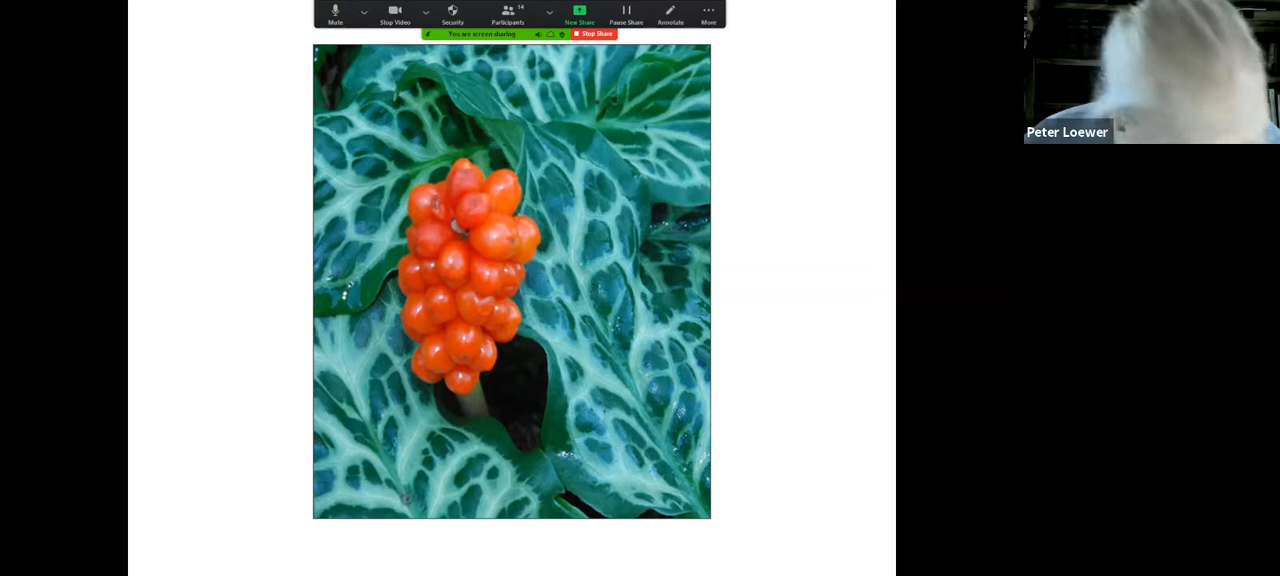 Mute
Stop Video
Security
Participants
14
New Share
Pause Share
Annotate
More
You are screen sharing
Stop Share
Peter Loewer